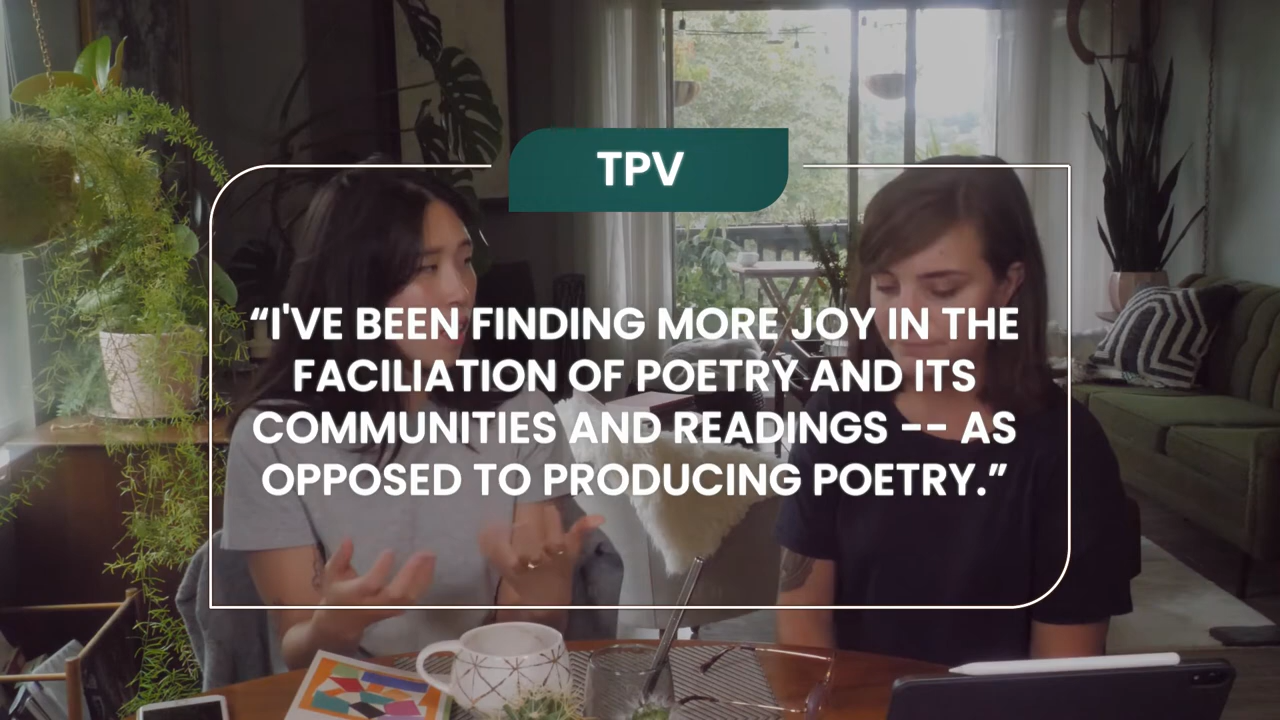 TPV
“I'VE BEEN FINDING MORE JOY IN THE
FACILIATION OF POETRY AND ITS
COMMUNITIES AND READINGS -- AS
OPPOSED TO PRODUCING POETRY.”